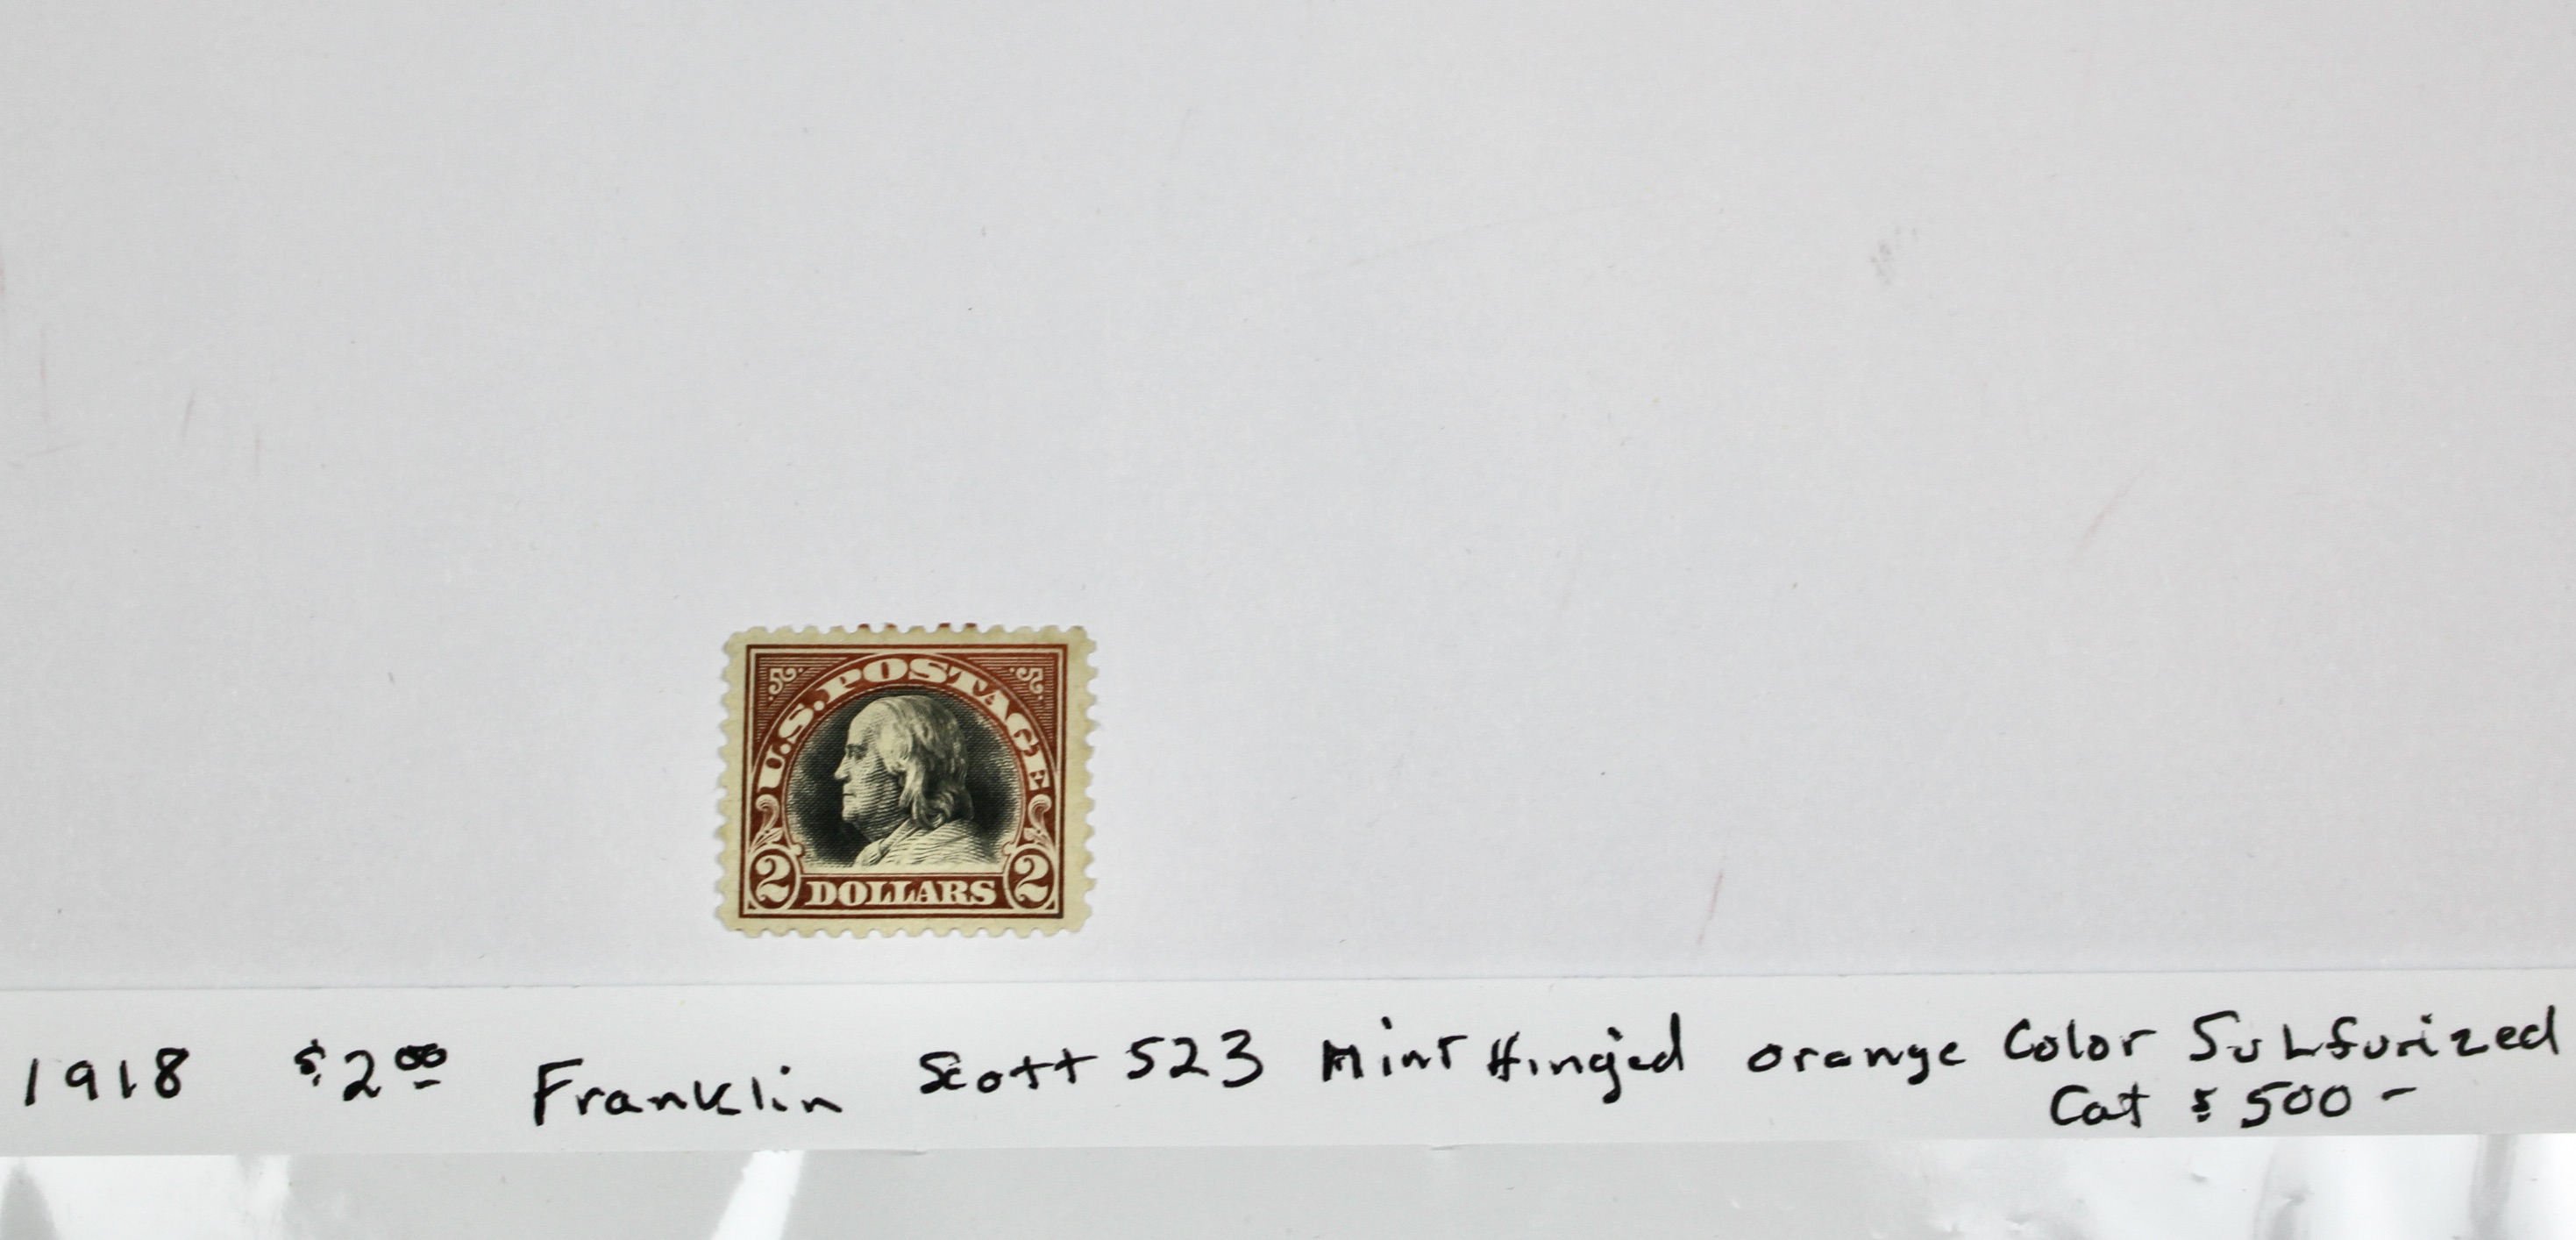 U.S. POSTAGE
2 DOLLARS 2
1918 $2.00 Franklin Scott 523 Mint Hinged orange Color Sulfurized
Cat $500-